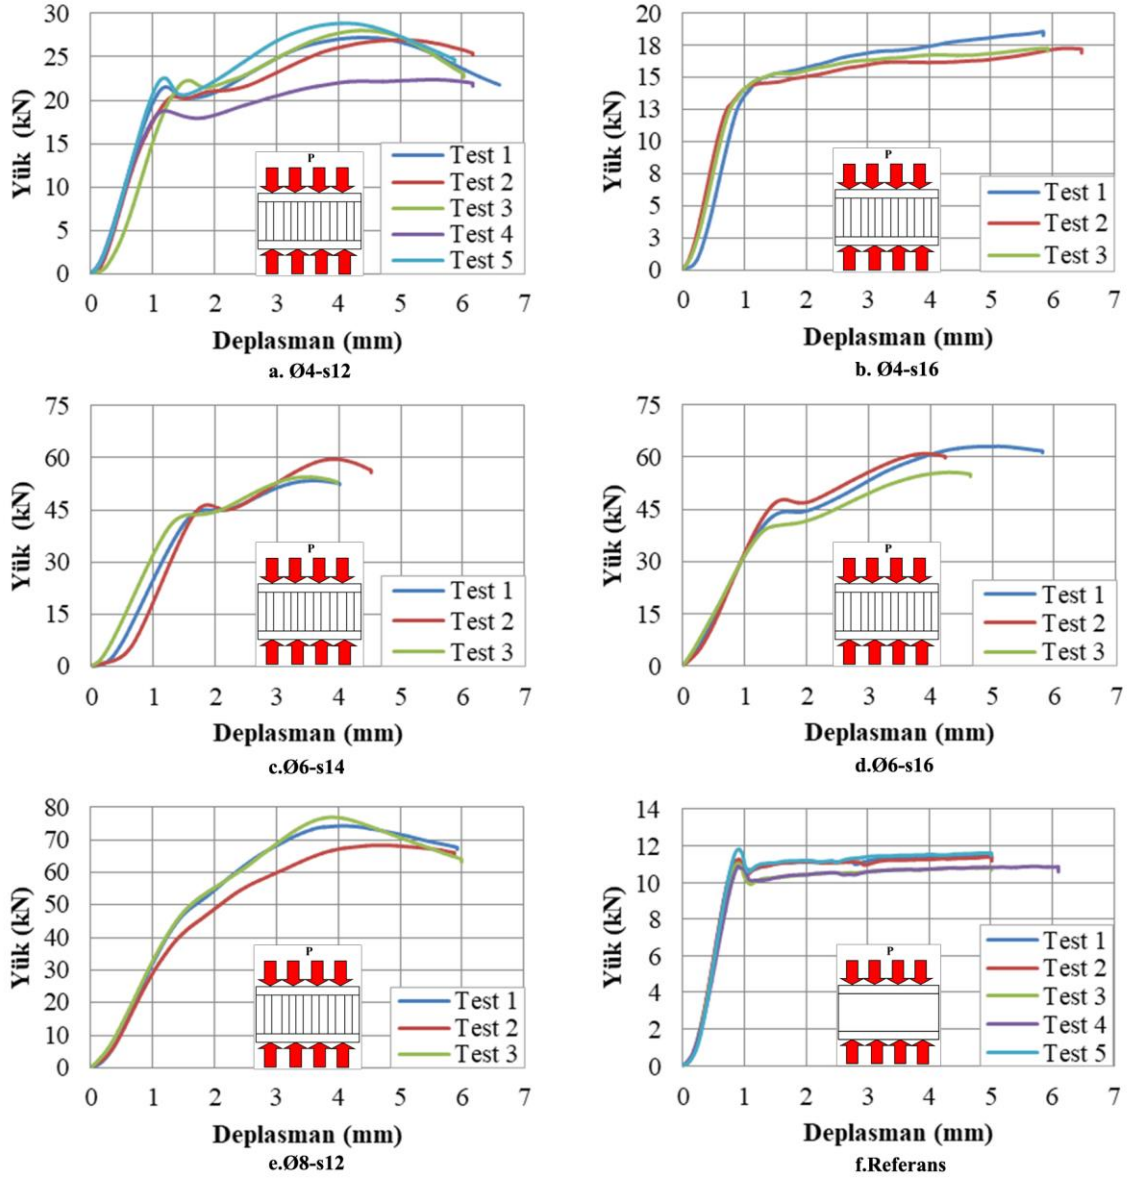 30
25
20
15
10
5
0
Yük (kN)
P
Test 1
Test 2
Test 3
Test 4
Test 5
0 1 2 3 4 5 6 7
Deplasman (mm)
a. Ø4-s12
20
18
15
13
10
8
5
3
0
Yük (kN)
P
Test 1
Test 2
Test 3
0 1 2 3 4 5 6 7
Deplasman (mm)
b. Ø4-s16
75
60
45
30
15
0
Yük (kN)
P
Test 1
Test 2
Test 3
0 1 2 3 4 5 6 7
Deplasman (mm)
c.Ø6-s14
75
60
45
30
15
0
Yük (kN)
P
Test 1
Test 2
Test 3
0 1 2 3 4 5 6 7
Deplasman (mm)
d.Ø6-s16
80
70
60
50
40
30
20
10
0
Yük (kN)
P
Test 1
Test 2
Test 3
0 1 2 3 4 5 6 7
Deplasman (mm)
e.Ø8-s12
14
12
10
8
6
4
2
0
Yük (kN)
P
Test 1
Test 2
Test 3
Test 4
Test 5
0 1 2 3 4 5 6 7
Deplasman (mm)
f.Referans